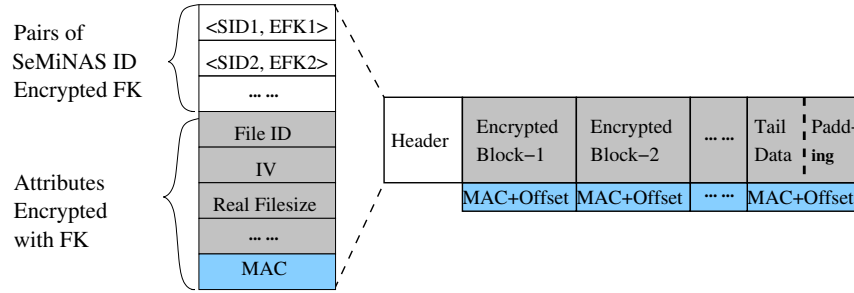 Pairs of
SeMiNAS ID
Encrypted FK
<SID1, EFK1>
<SID2, EFK2>
... ...
Attributes
Encrypted
with FK
File ID
IV
Real Filesize
... ...
MAC
Header
Encrypted
Block−1
Encrypted
Block−2
... ...
Tail
Data
Padd-
ing
MAC+Offset
MAC+Offset
... ...
MAC+Offset